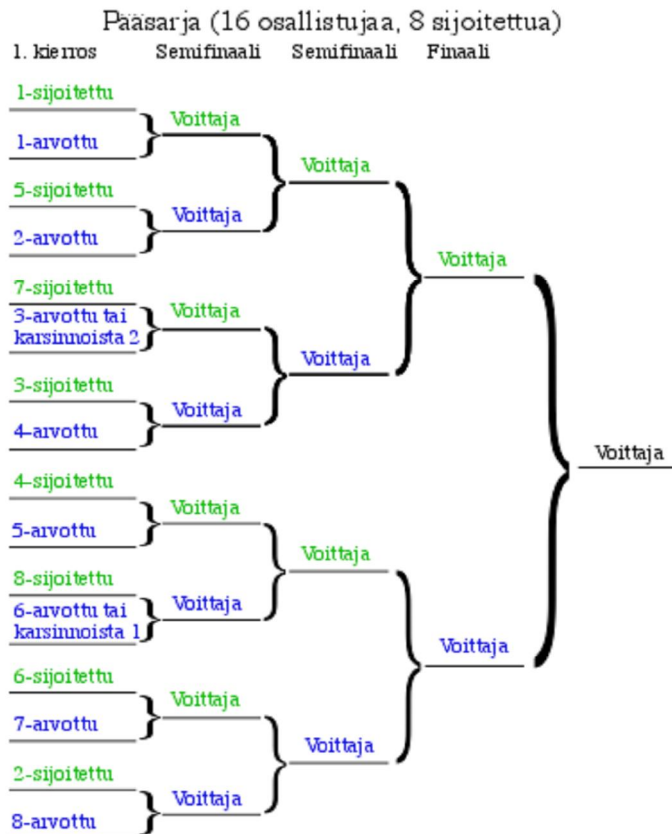 Pääsarja (16 osallistujaa, 8 sijoitettua)
1. kierros Semifinaali Semifinaali Finaali
1-sijoitettu
Voittaja
1-arvottu
Voittaja
5-sijoitettu
Voittaja
2-arvottu
Voittaja
7-sijoitettu
Voittaja
3-arvottu tai
karsinnoista 2
Voittaja
3-sijoitettu
Voittaja
4-arvottu
Voittaja
4-sijoitettu
Voittaja
5-arvottu
Voittaja
8-sijoitettu
Voittaja
6-arvottu tai
karsinnoista 1
Voittaja
6-sijoitettu
Voittaja
7-arvottu
Voittaja
2-sijoitettu
Voittaja
8-arvottu